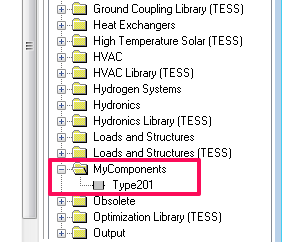 Ground Coupling Library (TESS)
Heat Exchangers
High Temperature Solar (TESS)
HVAC
HVAC Library (TESS)
Hydrogen Systems
Hydronics
Hydronics Library (TESS)
Loads and Structures
Loads and Structures (TESS)
MyComponents
Type201
Obsolete
Optimization Library (TESS)
Output